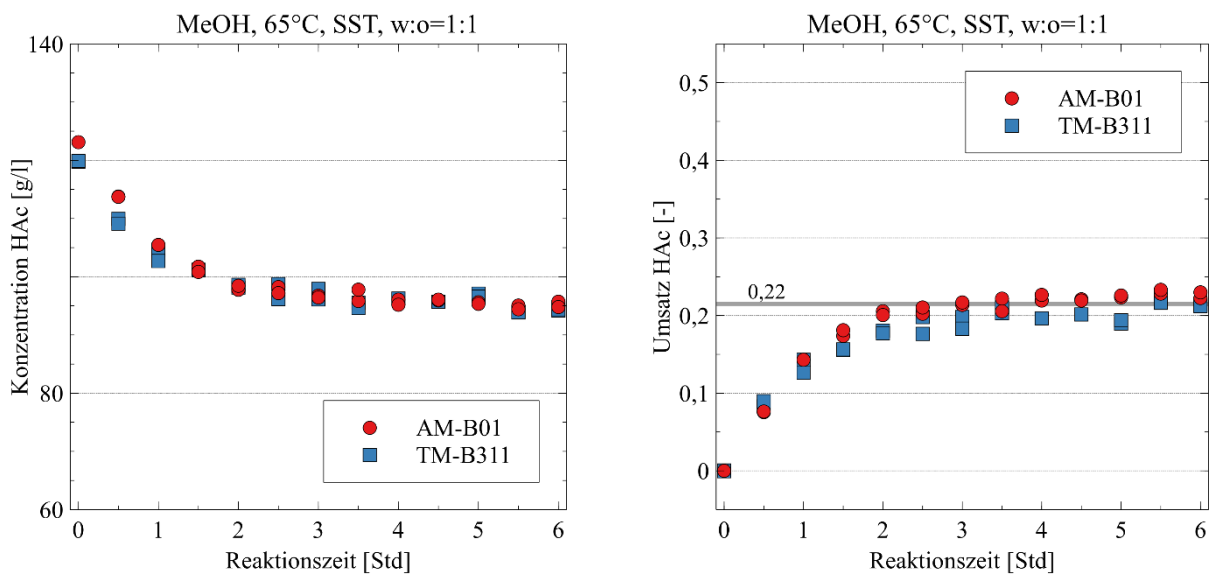 MeOH, 65°C, SST, w:o=1:1
140
80
60
Konzentration HAc [g/l]
AM-B01
TM-B311
0 1 2 3 4 5 6
Reaktionszeit [Std]
MeOH, 65°C, SST, w:o=1:1
0,5
0,4
0,3
0,2
0,1
0
Umsatz HAc [-]
AM-B01
TM-B311
0,22
0 1 2 3 4 5 6
Reaktionszeit [Std]